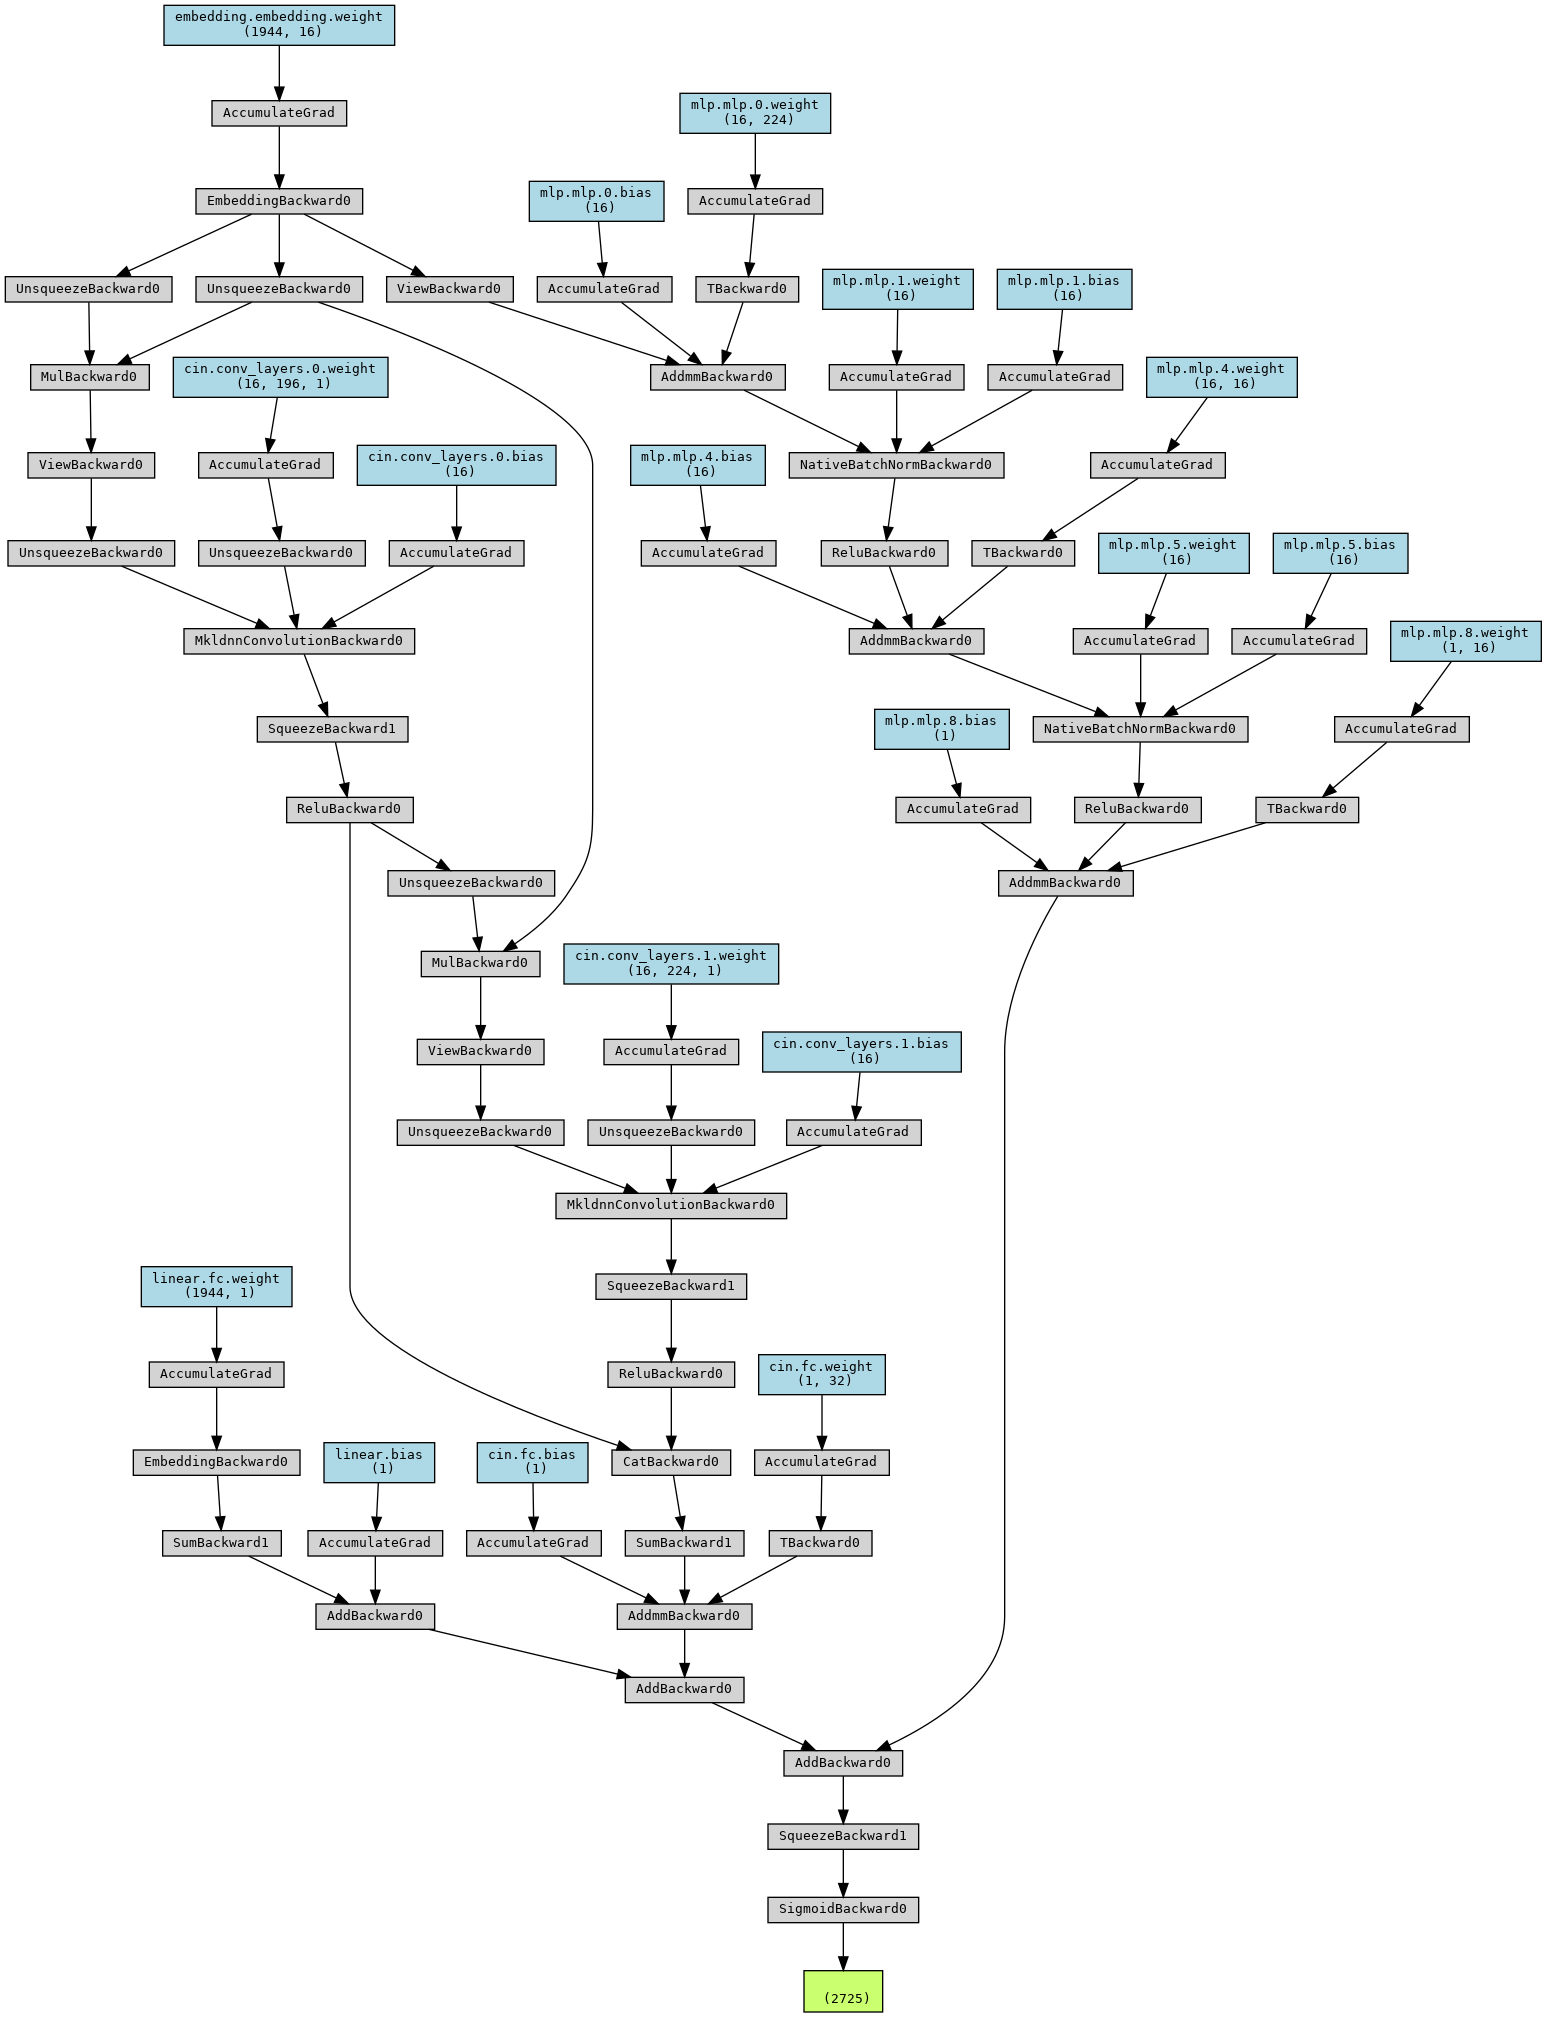 embedding.embedding.weight
(1944, 16)
AccumulateGrad
mlp.mlp.0.weight
(16, 224)
EmbeddingBackward0
mlp.mlp.0.bias
(16)
AccumulateGrad
UnsqueezeBackward0
UnsqueezeBackward0
ViewBackward0
AccumulateGrad
TBackward0
mlp.mlp.1.weight
(16)
mlp.mlp.1.bias
(16)
MulBackward0
cin.conv_layers.0.weight
(16, 196, 1)
AddmmBackward0
AccumulateGrad
AccumulateGrad
mlp.mlp.4.weight
(16, 16)
ViewBackward0
AccumulateGrad
cin.conv_layers.0.bias
(16)
mlp.mlp.4.bias
(16)
NativeBatchNormBackward0
AccumulateGrad
UnsqueezeBackward0
UnsqueezeBackward0
AccumulateGrad
AccumulateGrad
ReluBackward0
TBackward0
mlp.mlp.5.weight
(16)
mlp.mlp.5.bias
(16)
MkldnnConvolutionBackward0
AddmmBackward0
AccumulateGrad
AccumulateGrad
mlp.mlp.8.weight
(1, 16)
SqueezeBackward1
mlp.mlp.8.bias
(1)
NativeBatchNormBackward0
AccumulateGrad
ReluBackward0
AccumulateGrad
ReluBackward0
TBackward0
UnsqueezeBackward0
AddmmBackward0
MulBackward0
cin.conv_layers.1.weight
(16, 224, 1)
ViewBackward0
AccumulateGrad
cin.conv_layers.1.bias
(16)
UnsqueezeBackward0
UnsqueezeBackward0
AccumulateGrad
MkldnnConvolutionBackward0
linear.fc.weight
(1944, 1)
SqueezeBackward1
AccumulateGrad
ReluBackward0
cin.fc.weight
(1, 32)
EmbeddingBackward0
linear.bias
(1)
cin.fc.bias
(1)
CatBackward0
AccumulateGrad
SumBackward1
AccumulateGrad
AccumulateGrad
SumBackward1
TBackward0
AddBackward0
AddmmBackward0
AddBackward0
AddBackward0
SqueezeBackward1
SigmoidBackward0
(2725)